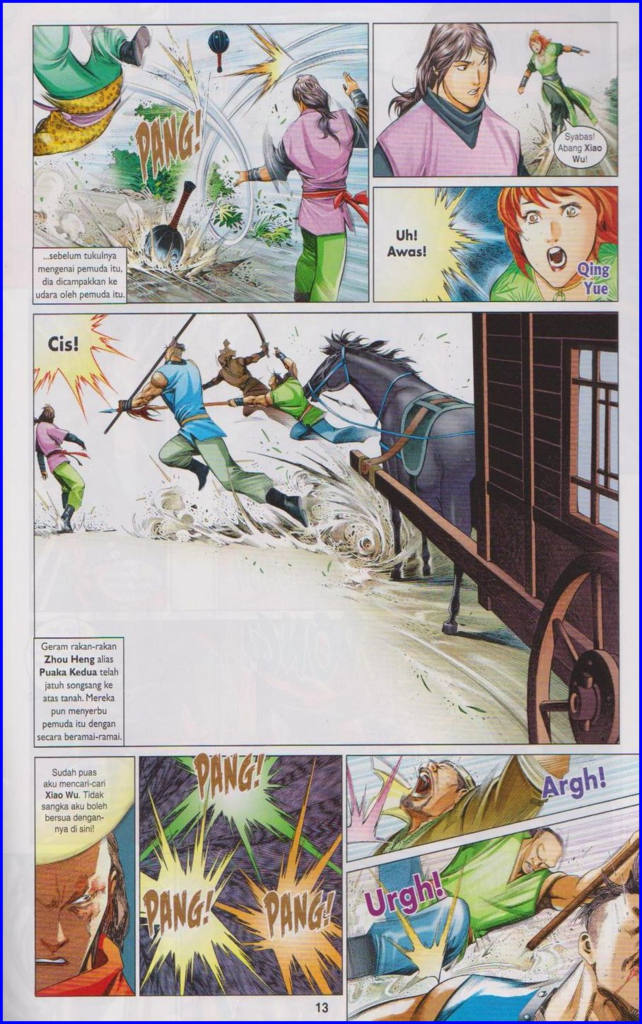 PANG!
...sebelum tukulnya
mengenai pemuda itu,
dia dicampakkan ke
udara oleh pemuda itu.
Syabas!
Abang Xiao
Wu!
Uh!
Awas!
Qing
Yue
Cis!
Geram rakan-rakan
Zhou Heng alias
Puaka Kedua telah
jatuh songsang ke
atas tanah. Mereka
pun menyerbu
pemuda itu dengan
secara beramai-ramai.
Sudah puas
aku mencari-cari
Xiao Wu. Tidak
sangka aku boleh
bersua dengan-
nya di sini!
PANG!
PANG!
PANG!
Argh!
Urgh!
13